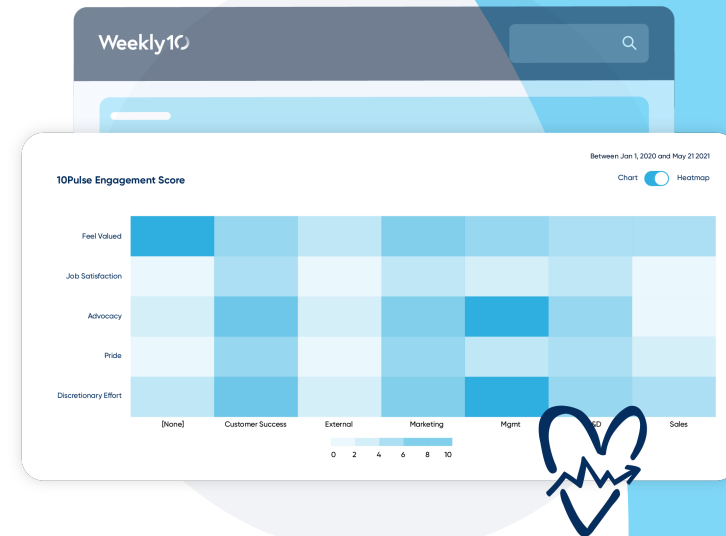 Weekly10
Between Jan 1, 2020 and May 21 2021
10Pulse Engagement Score
Chart Heatmap
Feel Valued
Job Satisfaction
Advocacy
Pride
Discretionary Effort
[None] Customer Success External Marketing Mgmt Sales
0 2 4 6 8 10